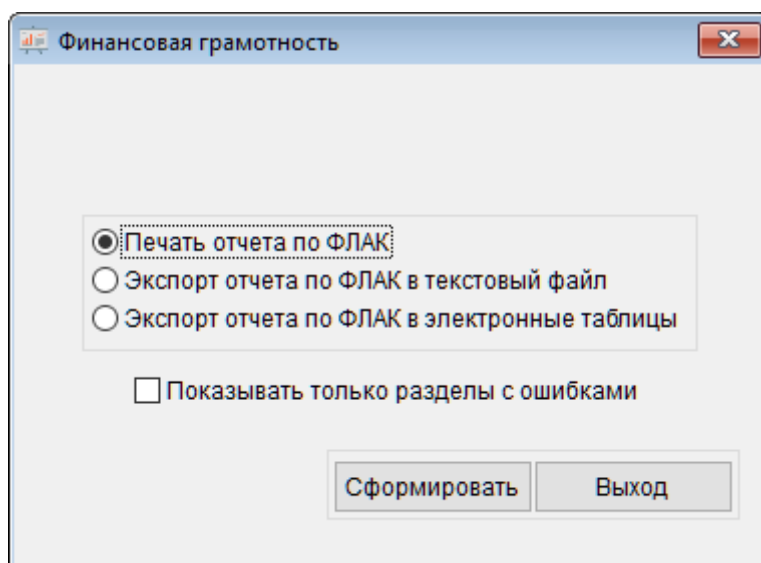 Финансовая грамотность
Печать отчета по ФЛАК
Экспорт отчета по ФЛАК в текстовый файл
Экспорт отчета по ФЛАК в электронные таблицы
Показывать только разделы с ошибками
Сформировать
Выход